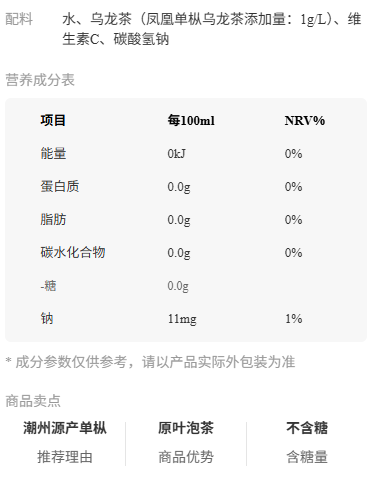 配料 水、乌龙茶（凤凰单枞乌龙茶添加量：1g/L）、维
生素C、碳酸氢钠
营养成分表
项目 每100ml NRV%
能量 0kJ 0%
蛋白质 0.0g 0%
脂肪 0.0g 0%
碳水化合物 0.0g 0%
-糖 0.0g
钠 11mg 1%
* 成分参数仅供参考，请以产品实际外包装为准
商品卖点
潮州源产单枞 原叶泡茶 不含糖
推荐理由 商品优势 含糖量